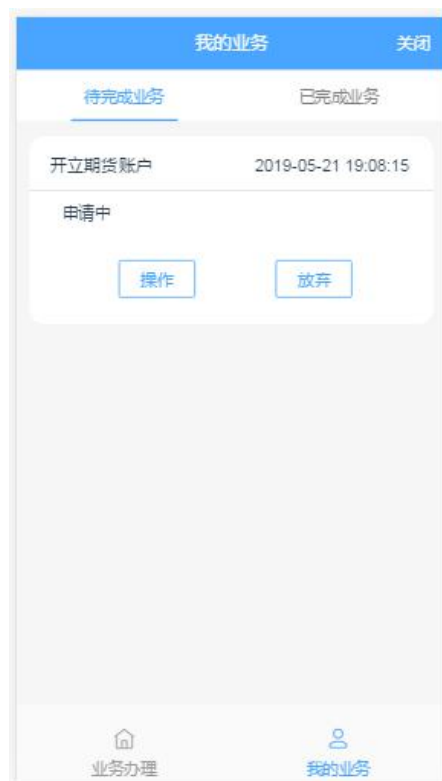 我的业务 关闭
待完成业务 已完成业务
开立期货账户 2019-05-21 19:08:15
申请中
操作 放弃
业务办理 我的业务